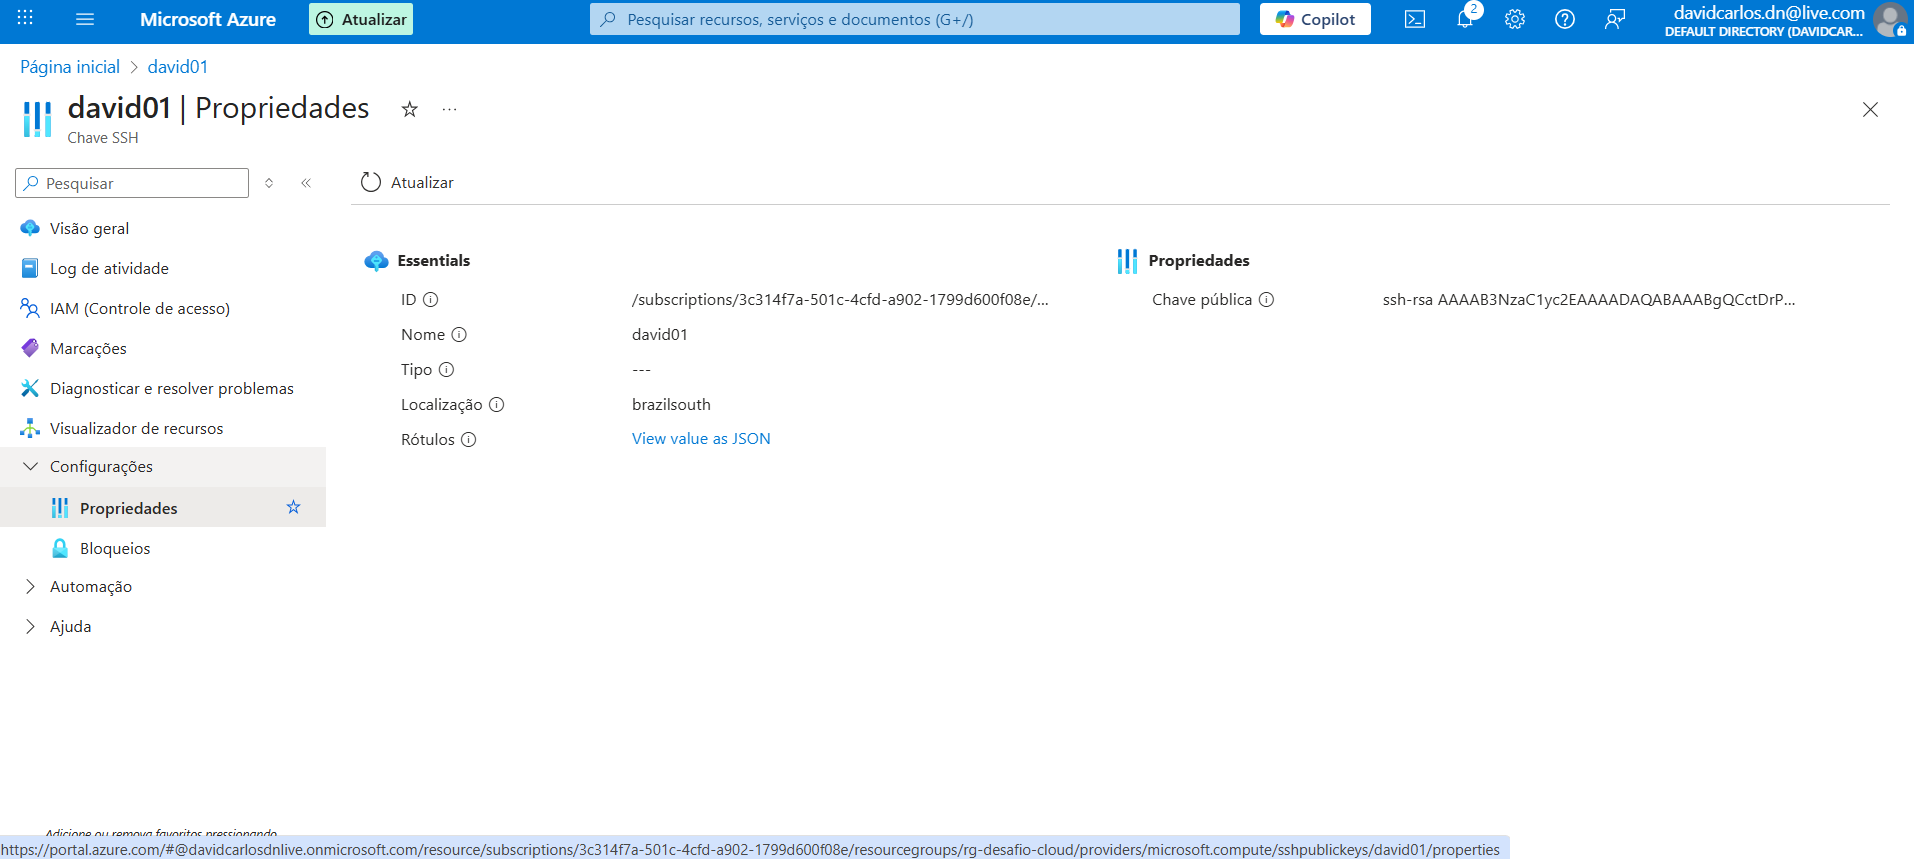 Microsoft Azure
Atualizar
Pesquisar recursos, serviços e documentos (G+/)
Copilot
2
davidcarlos.dn@live.com
DEFAULT DIRECTORY (DAVIDCAR...
Página inicial > david01
david01 | Propriedades
Chave SSH
Pesquisar
Atualizar
Visão geral
Log de atividade
IAM (Controle de acesso)
Marcações
Diagnosticar e resolver problemas
Visualizador de recursos
Configurações
Propriedades
Bloqueios
Automação
Ajuda
Essentials
ID /subscriptions/3c314f7a-501c-4cfd-a902-1799d600f08e/...
Nome david01
Tipo ---
Localização brazilsouth
Rótulos View value as JSON
Propriedades
Chave pública ssh-rsa AAAAB3NzaC1yc2EAAAADAQABAAABgQCctDrP...
Adicione ou remova favoritos pressionando
https://portal.azure.com/#@davidcarlosdnlive.onmicrosoft.com/resource/subscriptions/3c314f7a-501c-4cfd-a902-1799d600f08e/resourcegroups/rg-desafio-cloud/providers/microsoft.compute/sshpublickeys/david01/properties